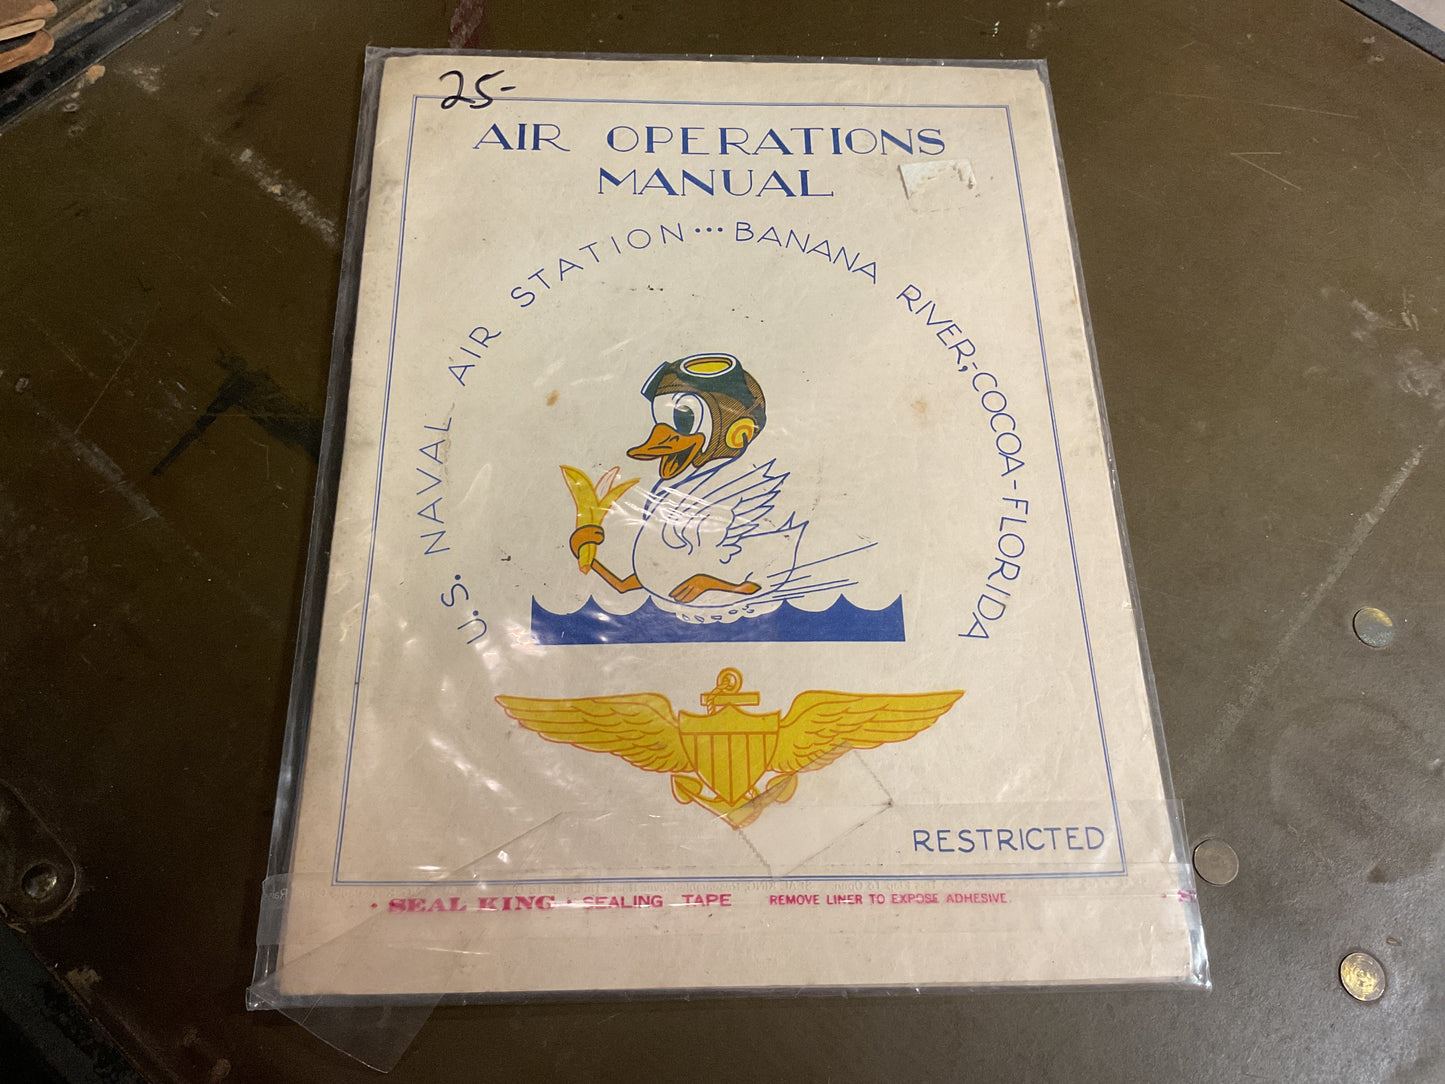 25-
AIR OPERATIONS
MANUAL
U.S. NAVAL AIR STATION ••• BANANA RIVER;-COCOA-FLORIDA
RESTRICTED
• SEAL KING • SEALING TAPE REMOVE LINER TO EXPOSE ADHESIVE.